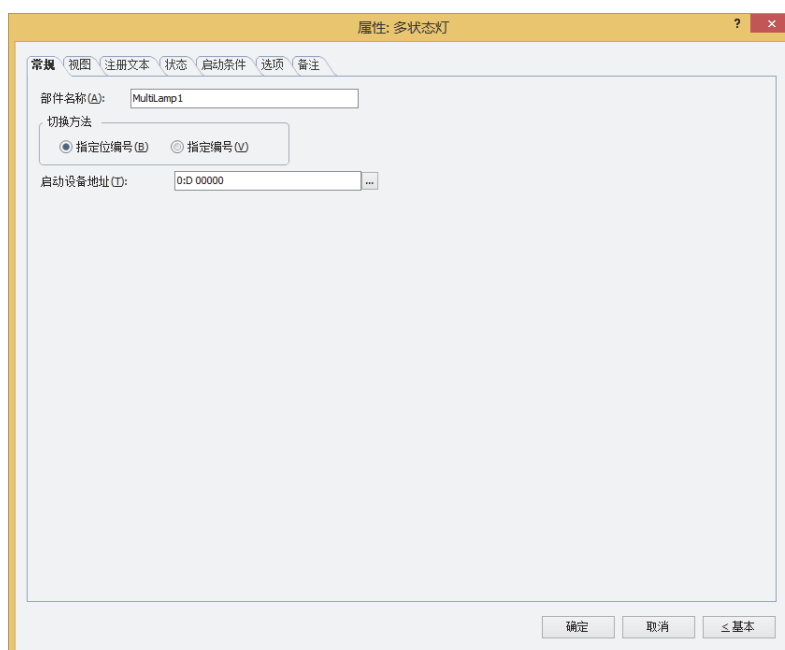 属性: 多状态灯 ? ×
常规 视图 注册文本 状态 启动条件 选项 备注
部件名称(A): MultiLamp1
切换方法
指定位编号(B) 指定编号(V)
启动设备地址(T): 0:D 00000 ...
确定 取消 ≤基本